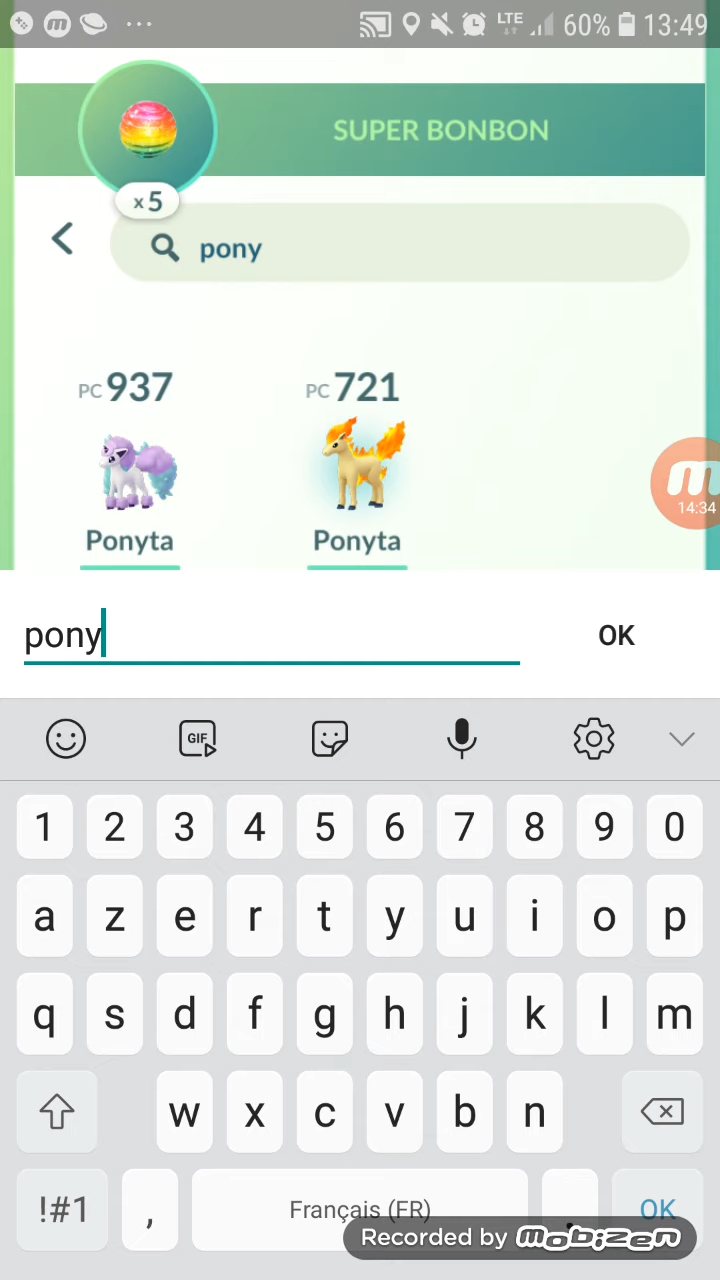 LTE 60% 13:49
SUPER BONBON
x5
pony
PC 937 PC 721
Ponyta Ponyta
m
14:34
pony OK
GIF
1 2 3 4 5 6 7 8 9 0
a z e r t y u i o p
q s d f g h j k l m
w x c v b n
!#1 , Français (FR) . OK
Recorded by mobizen